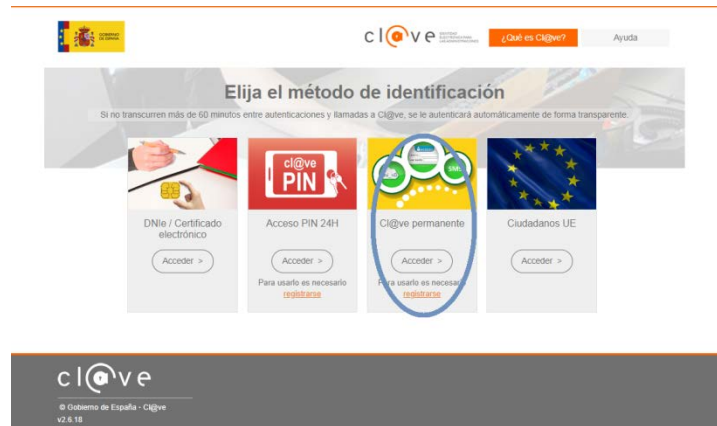 GOBIERNO
DE ESPAÑA
cl@ve
¿Qué es Cl@ve?
Ayuda
Elija el método de identificación
Si no transcurren más de 60 minutos entre autenticaciones y llamadas a Cl@ve, se le autenticará automáticamente de forma transparente.
cl@ve
PIN
SMS
DNIe / Certificado
electrónico
Acceder >
Acceso PIN 24H
Acceder >
Para usarlo es necesario
registrarse
Cl@ve permanente
Acceder >
Para usarlo es necesario
registrarse
Ciudadanos UE
Acceder >
cl@ve
© Gobierno de España - Cl@ve
v2.6.18